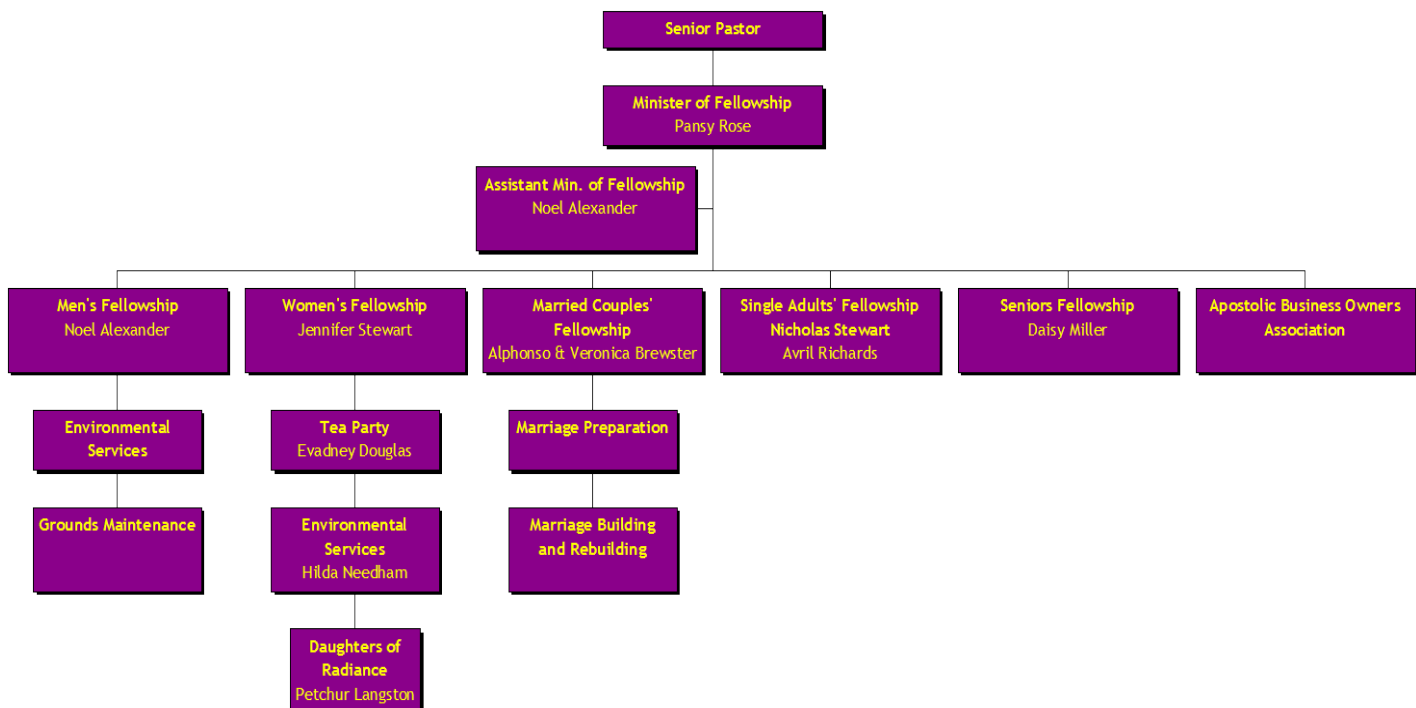 Senior Pastor
Minister of Fellowship
Pansy Rose
Assistant Min. of Fellowship
Noel Alexander
Men's Fellowship
Noel Alexander
Women's Fellowship
Jennifer Stewart
Married Couples'
Fellowship
Alphonso & Veronica Brewster
Single Adults' Fellowship
Nicholas Stewart
Avril Richards
Seniors Fellowship
Daisy Miller
Apostolic Business Owners
Association
Environmental
Services
Tea Party
Evadney Douglas
Marriage Preparation
Grounds Maintenance
Environmental
Services
Hilda Needham
Marriage Building
and Rebuilding
Daughters of
Radiance
Petchur Langston